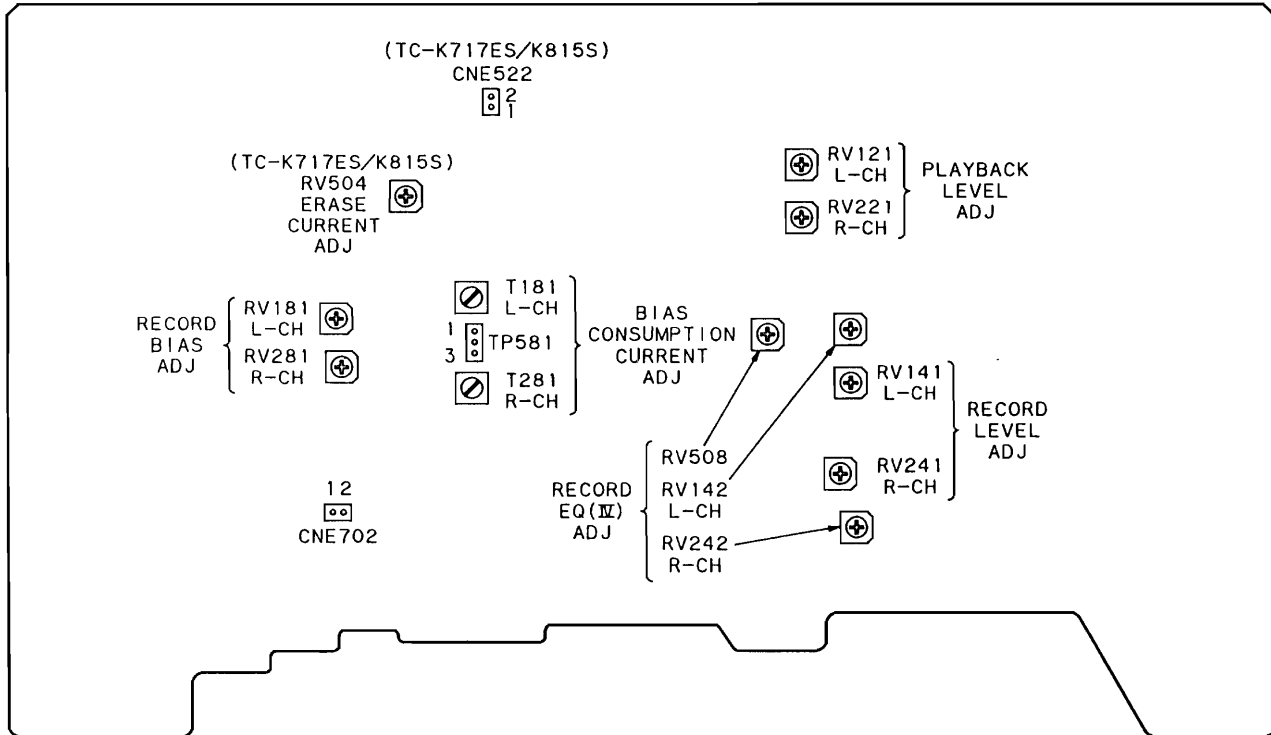 (TC-K717ES/K815S)
CNE522
2
1
(TC-K717ES/K815S)
RV504
ERASE
CURRENT
ADJ
RV121
L-CH
RV221
R-CH
PLAYBACK
LEVEL
ADJ
RECORD
BIAS
ADJ
RV181
L-CH
RV281
R-CH
T181
L-CH
1
3
TP581
T281
R-CH
BIAS
CONSUMPTION
CURRENT
ADJ
RV141
L-CH
RV241
R-CH
RECORD
LEVEL
ADJ
RECORD
EQ(Ⅳ)
ADJ
RV508
RV142
L-CH
RV242
R-CH
12
CNE702